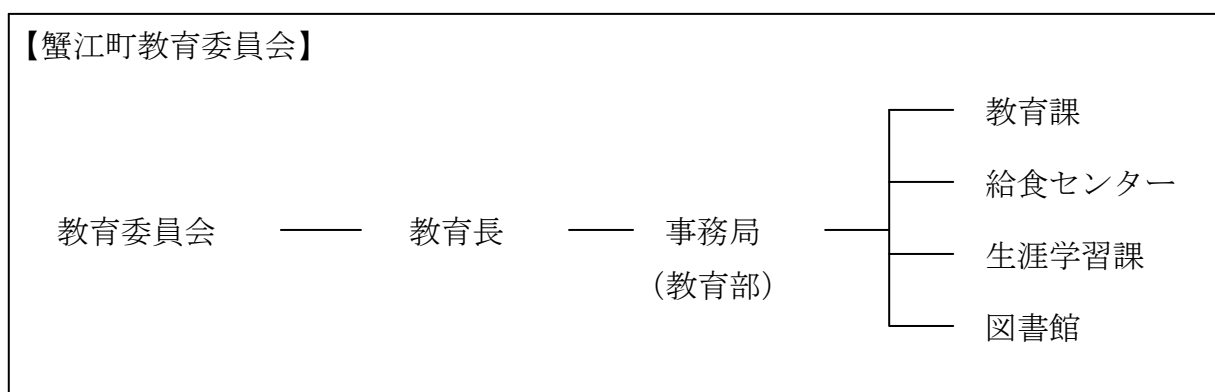 【蟹江町教育委員会】
教育課
給食センター
教育委員会
教育長
事務局
（教育部）
生涯学習課
図書館